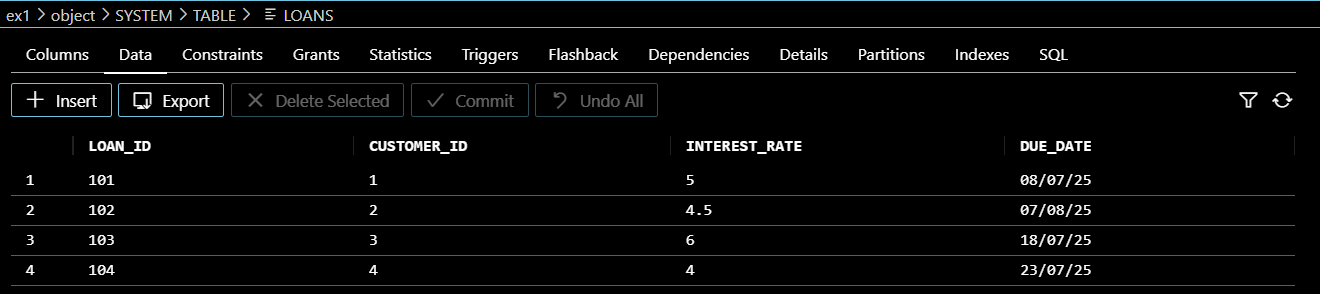 ex1 > object > SYSTEM > TABLE > LOANS
Columns Data Constraints Grants Statistics Triggers Flashback Dependencies Details Partitions Indexes SQL
Insert Export Delete Selected Commit Undo All
LOAN_ID CUSTOMER_ID INTEREST_RATE DUE_DATE
1 101 1 5 08/07/25
2 102 2 4.5 07/08/25
3 103 3 6 18/07/25
4 104 4 4 23/07/25